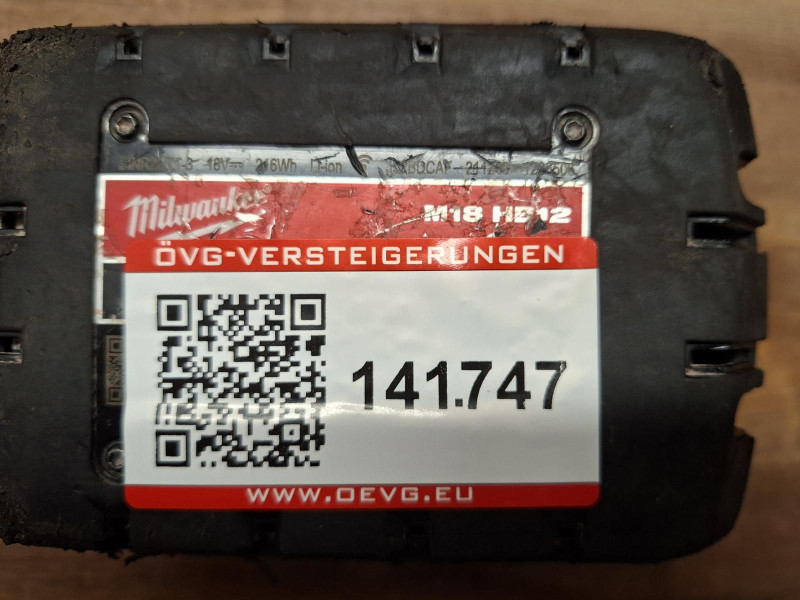 18V⎓ 216Wh Li-Ion
Milwaukee
M18 HB12
ÖVG-VERSTEIGERUNGEN
141.747
WWW.OEVG.EU